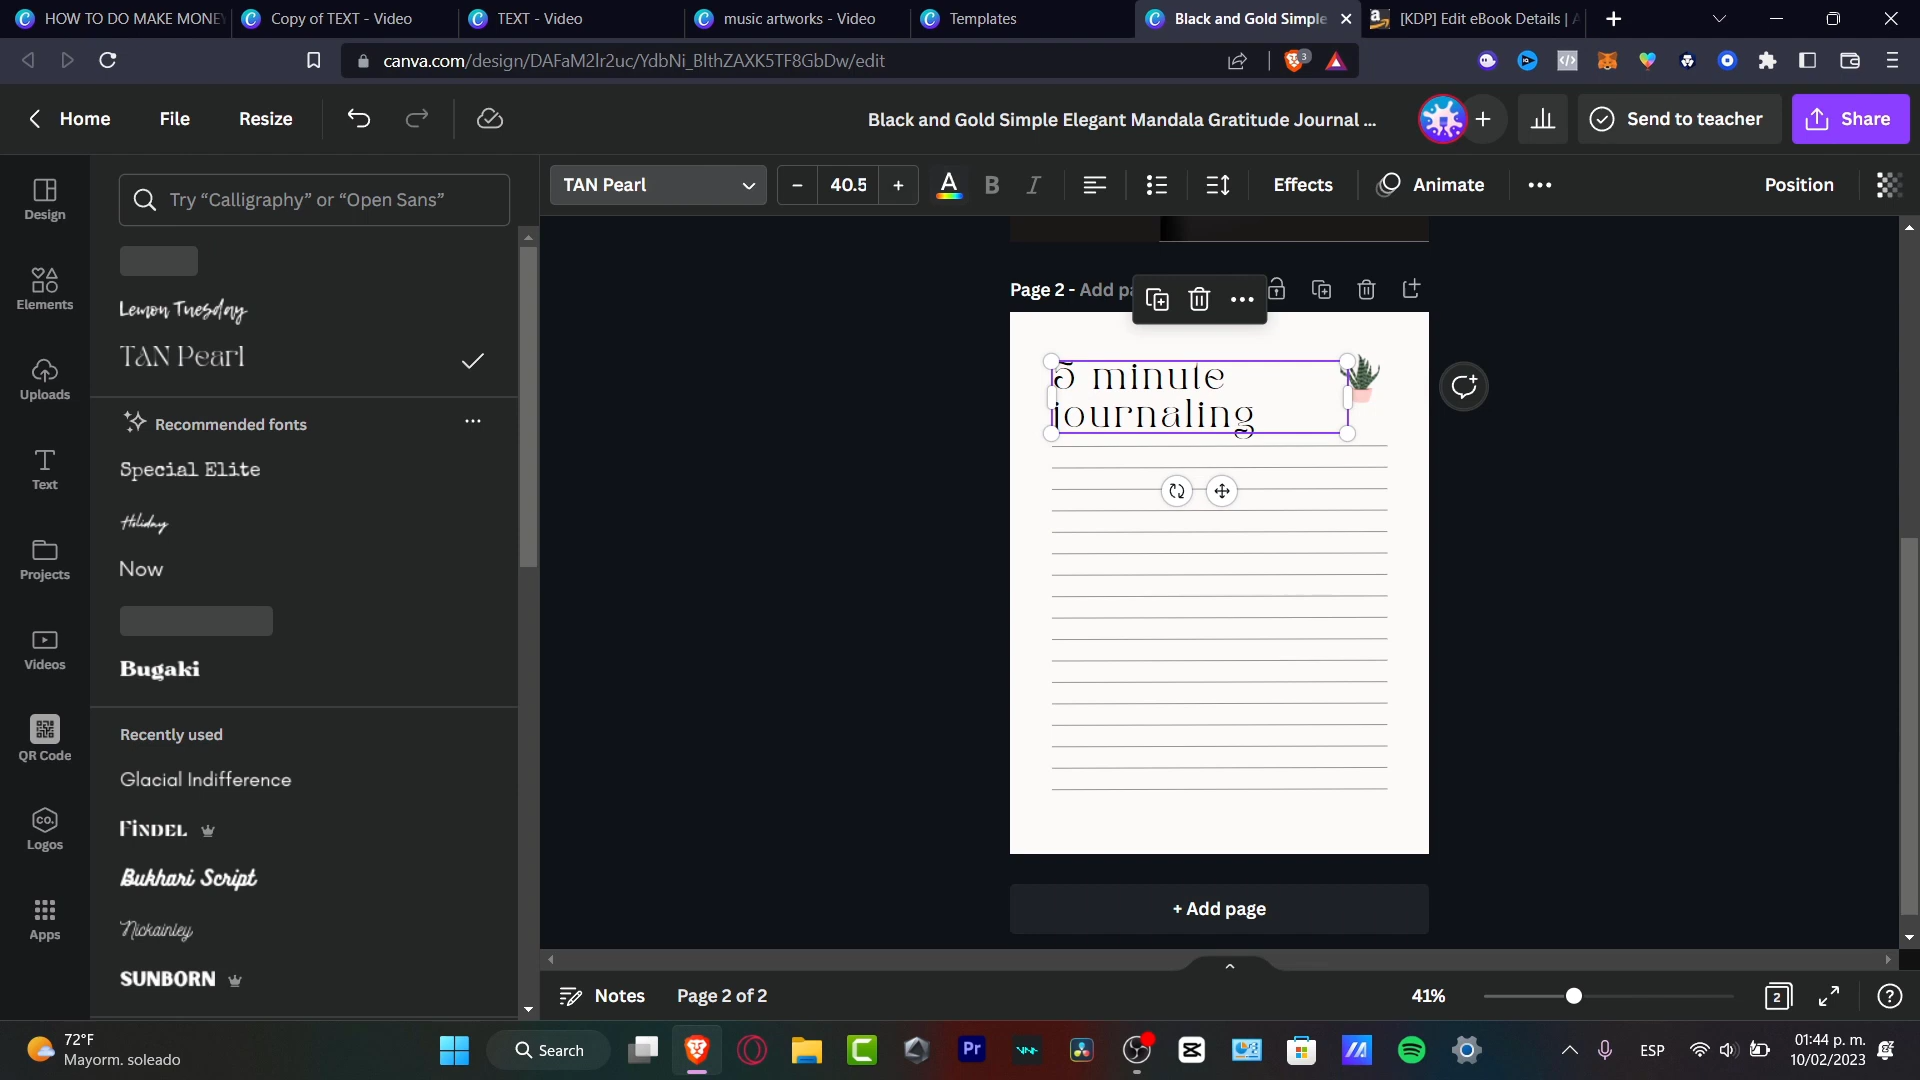 HOW TO DO MAKE MONEY
Copy of TEXT - Video
TEXT - Video
music artworks - Video
Templates
Black and Gold Simple
[KDP] Edit eBook Details |
canva.com/design/DAFaM2lr2uc/YdbNi_BlthZAXK5TF8GbDw/edit
3
Home
File
Resize
Black and Gold Simple Elegant Mandala Gratitude Journal ...
Send to teacher
Share
Try “Calligraphy” or “Open Sans”
TAN Pearl
40.5
A
B
I
Effects
Animate
Position
Design
Elements
Uploads
Text
Projects
Videos
QR Code
CO.
Logos
Apps
Lemon Tuesday
TAN Pearl
Recommended fonts
Special Elite
Holiday
Now
Bugaki
Recently used
Glacial Indifference
FINDEL
Bukhari Script
Nickainley
SUNBORN
Page 2 - Add pa
5 minute
journaling
+ Add page
Notes
Page 2 of 2
41%
2
72°F
Mayorm. soleado
Search
Pr
ESP
01:44 p. m.
10/02/2023